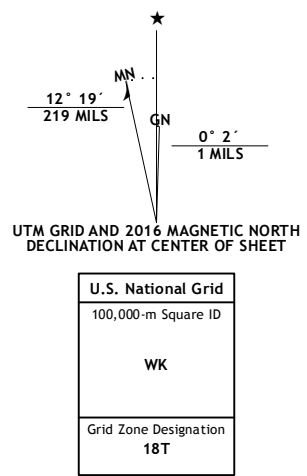 ★
MN
12° 19´
219 MILS
GN
0° 2´
1 MILS
UTM GRID AND 2016 MAGNETIC NORTH
DECLINATION AT CENTER OF SHEET
U.S. National Grid
100,000-m Square ID
WK
Grid Zone Designation
18T